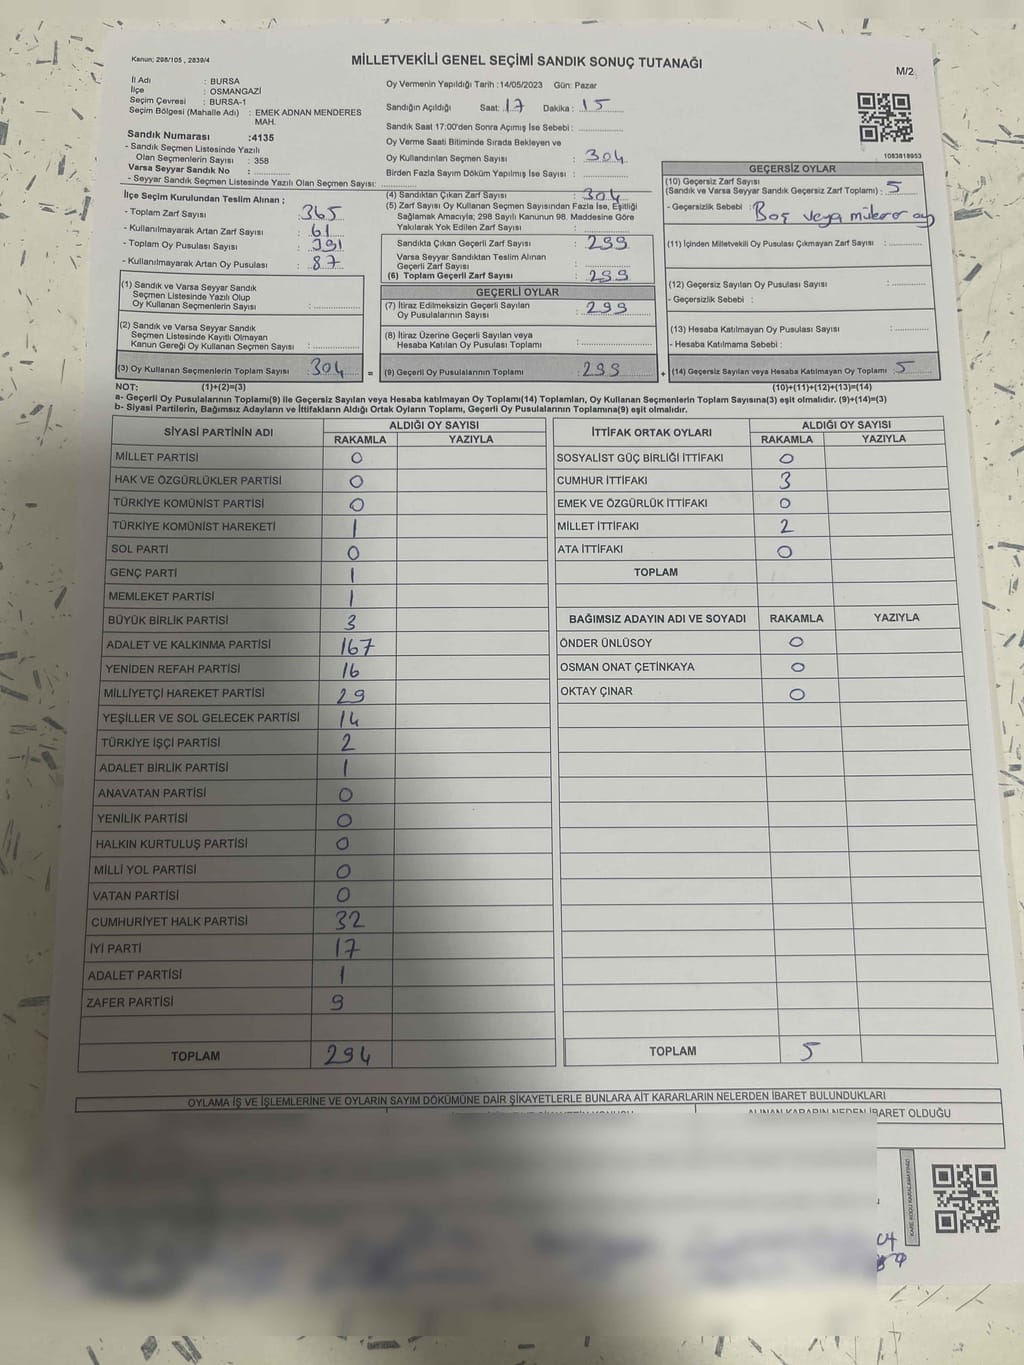 Kanun; 298/105 , 2839/4
MİLLETVEKİLİ GENEL SEÇİMİ SANDIK SONUÇ TUTANAĞI
M/2
İl Adı : BURSA
İlçe : OSMANGAZİ
Seçim Çevresi : BURSA-1
Seçim Bölgesi (Mahalle Adı) : EMEK ADNAN MENDERES MAH.
Sandık Numarası :4135
- Sandık Seçmen Listesinde Yazılı
Olan Seçmenlerin Sayısı : 358
Varsa Seyyar Sandık No :
- Seyyar Sandık Seçmen Listesinde Yazılı Olan Seçmen Sayısı:
Oy Vermenin Yapıldığı Tarih :14/05/2023 Gün: Pazar
Sandığın Açıldığı Saat: 17 Dakika : 15
Sandık Saat 17:00'den Sonra Açımış İse Sebebi :
Oy Verme Saati Bitiminde Sırada Bekleyen ve
Oy Kullandırılan Seçmen Sayısı : 304
Birden Fazla Sayım Döküm Yapılmış İse Sayısı :
1083818953
İlçe Seçim Kurulundan Teslim Alınan ;
- Toplam Zarf Sayısı : 365
- Kullanılmayarak Artan Zarf Sayısı : 61
- Toplam Oy Pusulası Sayısı : 391
- Kullanılmayarak Artan Oy Pusulası : 87
(1) Sandık ve Varsa Seyyar Sandık
Seçmen Listesinde Yazılı Olup
Oy Kullanan Seçmenlerin Sayısı :
(2) Sandık ve Varsa Seyyar Sandık
Seçmen Listesinde Kayıtlı Olmayan
Kanun Gereği Oy Kullanan Seçmen Sayısı :
(3) Oy Kullanan Seçmenlerin Toplam Sayısı : 304 =
(4) Sandıktan Çıkan Zarf Sayısı : 304
(5) Zarf Sayısı Oy Kullanan Seçmen Sayısından Fazla İse, Eşitliği
Sağlamak Amacıyla; 298 Sayılı Kanunun 98. Maddesine Göre
Yakılarak Yok Edilen Zarf Sayısı :
Sandıkta Çıkan Geçerli Zarf Sayısı : 299
Varsa Seyyar Sandıktan Teslim Alınan
Geçerli Zarf Sayısı :
(6) Toplam Geçerli Zarf Sayısı : 299
GEÇERLİ OYLAR
(7) İtiraz Edilmeksizin Geçerli Sayılan
Oy Pusulalarının Sayısı : 299
(8) İtiraz Üzerine Geçerli Sayılan veya
Hesaba Katılan Oy Pusulası Toplamı :
(9) Geçerli Oy Pusulalarının Toplamı : 299 +
GEÇERSİZ OYLAR
(10) Geçersiz Zarf Sayısı
(Sandık ve Varsa Seyyar Sandık Geçersiz Zarf Toplamı) : 5
- Geçersizlik Sebebi : Boş veya mükerrer oy
(11) İçinden Milletvekili Oy Pusulası Çıkmayan Zarf Sayısı :
(12) Geçersiz Sayılan Oy Pusulası Sayısı :
- Geçersizlik Sebebi :
(13) Hesaba Katılmayan Oy Pusulası Sayısı :
- Hesaba Katılmama Sebebi :
(14) Geçersiz Sayılan veya Hesaba Katılmayan Oy Toplamı : 5
NOT: (1)+(2)=(3) (10)+(11)+(12)+(13)=(14)
a- Geçerli Oy Pusulalarının Toplamı(9) ile Geçersiz Sayılan veya Hesaba katılmayan Oy Toplamı(14) Toplamları, Oy Kullanan Seçmenlerin Toplam Sayısına(3) eşit olmalıdır. (9)+(14)=(3)
b- Siyasi Partilerin, Bağımsız Adayların ve İttifakların Aldığı Ortak Oyların Toplamı, Geçerli Oy Pusulalarının Toplamına(9) eşit olmalıdır.
SİYASİ PARTİNİN ADI ALDIĞI OY SAYISI
RAKAMLA YAZIYLA
MİLLET PARTİSİ 0
HAK VE ÖZGÜRLÜKLER PARTİSİ 0
TÜRKİYE KOMÜNİST PARTİSİ 0
TÜRKİYE KOMÜNİST HAREKETİ 1
SOL PARTİ 0
GENÇ PARTİ 1
MEMLEKET PARTİSİ 1
BÜYÜK BİRLİK PARTİSİ 3
ADALET VE KALKINMA PARTİSİ 167
YENİDEN REFAH PARTİSİ 16
MİLLİYETÇİ HAREKET PARTİSİ 29
YEŞİLLER VE SOL GELECEK PARTİSİ 14
TÜRKİYE İŞÇİ PARTİSİ 2
ADALET BİRLİK PARTİSİ 1
ANAVATAN PARTİSİ 0
YENİLİK PARTİSİ 0
HALKIN KURTULUŞ PARTİSİ 0
MİLLİ YOL PARTİSİ 0
VATAN PARTİSİ 0
CUMHURİYET HALK PARTİSİ 32
İYİ PARTİ 17
ADALET PARTİSİ 1
ZAFER PARTİSİ 9
TOPLAM 294
İTTİFAK ORTAK OYLARI ALDIĞI OY SAYISI
RAKAMLA YAZIYLA
SOSYALİST GÜÇ BİRLİĞİ İTTİFAKI 0
CUMHUR İTTİFAKI 3
EMEK VE ÖZGÜRLÜK İTTİFAKI 0
MİLLET İTTİFAKI 2
ATA İTTİFAKI 0
TOPLAM
BAĞIMSIZ ADAYIN ADI VE SOYADI RAKAMLA YAZIYLA
ÖNDER ÜNLÜSOY 0
OSMAN ONAT ÇETİNKAYA 0
OKTAY ÇINAR 0
TOPLAM 5
OYLAMA İŞ VE İŞLEMLERİNE VE OYLARIN SAYIM DÖKÜMÜNE DAİR ŞİKAYETLERLE BUNLARA AİT KARARLARIN NELERDEN İBARET BULUNDUKLARI
ALINAN KARARIN NEDEN İBARET OLDUĞU
KARE KODU KARALAMAYINIZ!